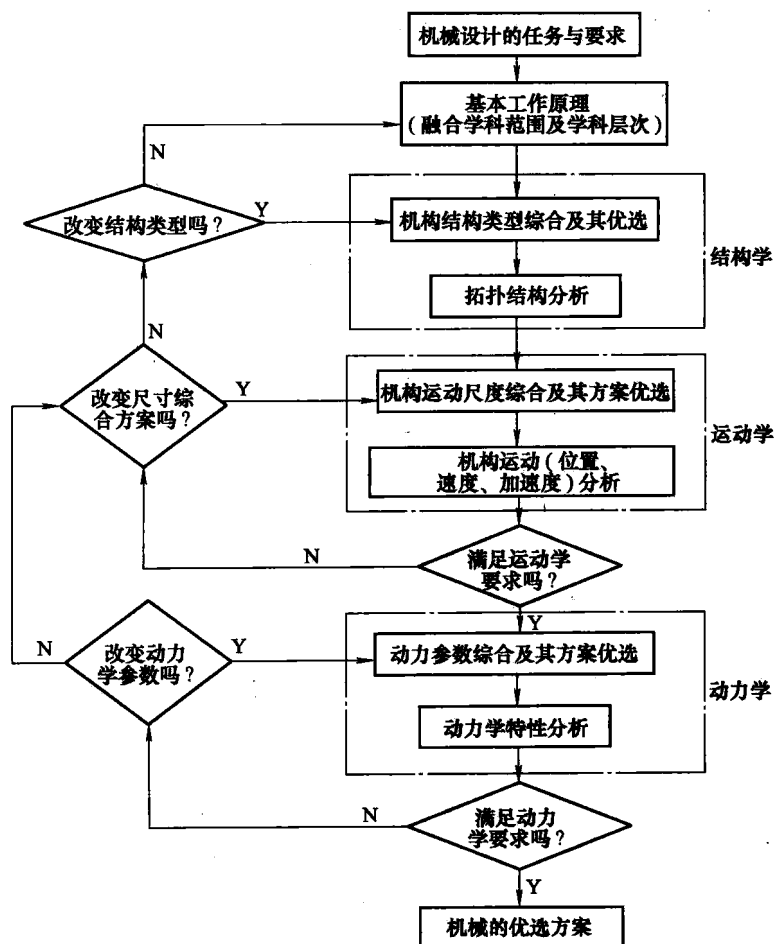 机械设计的任务与要求
基本工作原理
(融合学科范围及学科层次)
N
改变结构类型吗?
Y
机构结构类型综合及其优选
结构学
拓扑结构分析
N
改变尺寸综
合方案吗?
Y
机构运动尺度综合及其方案优选
运动学
机构运动(位置、
速度、加速度)分析
N
满足运动学
要求吗?
Y
N
改变动力
学参数吗?
Y
动力参数综合及其方案优选
动力学
动力学特性分析
N
满足动力
学要求吗?
Y
机械的优选方案